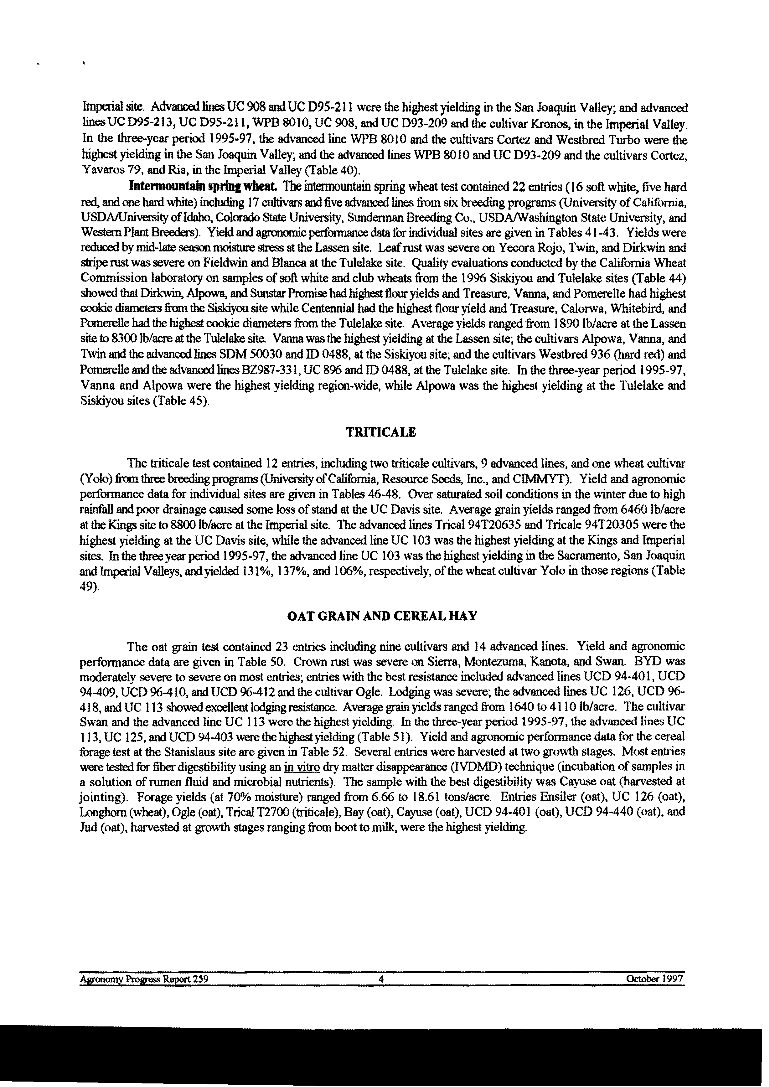 Imperial site. Advanced lines UC 908 and UC D95-211 were the highest yielding in the San Joaquin Valley; and advanced
lines UC D95-213, UC D95-211, WPB 8010, UC 908, and UC D93-209 and the cultivar Kronos, in the Imperial Valley.
In the three-year period 1995-97, the advanced line WPB 8010 and the cultivars Cortez and Westbred Turbo were the
highest yielding in the San Joaquin Valley; and the advanced lines WPB 8010 and UC D93-209 and the cultivars Cortez,
Yavaros 79, and Ria, in the Imperial Valley (Table 40).
Intermountain spring wheat. The intermountain spring wheat test contained 22 entries (16 soft white, five hard
red, and one hard white) including 17 cultivars and five advanced lines from six breeding programs (University of California,
USDA/University of Idaho, Colorado State University, Sunderman Breeding Co., USDA/Washington State University, and
Western Plant Breeders). Yield and agronomic performance data for individual sites are given in Tables 41-43. Yields were
reduced by mid-late season moisture stress at the Lassen site. Leaf rust was severe on Yecora Rojo, Twin, and Dirkwin and
stripe rust was severe on Fieldwin and Blanca at the Tulelake site. Quality evaluations conducted by the California Wheat
Commission laboratory on samples of soft white and club wheats from the 1996 Siskiyou and Tulelake sites (Table 44)
showed that Dirkwin, Alpowa, and Sunstar Promise had highest flour yields and Treasure, Vanna, and Pomerelle had highest
cookie diameters from the Siskiyou site while Centennial had the highest flour yield and Treasure, Calorwa, Whitebird, and
Pomerelle had the highest cookie diameters from the Tulelake site. Average yields ranged from 1890 lb/acre at the Lassen
site to 8300 lb/acre at the Tulelake site. Vanna was the highest yielding at the Lassen site; the cultivars Alpowa, Vanna, and
Twin and the advanced lines SDM 50030 and ID 0488, at the Siskiyou site; and the cultivars Westbred 936 (hard red) and
Pomerelle and the advanced lines BZ987-331, UC 896 and ID 0488, at the Tulelake site. In the three-year period 1995-97,
Vanna and Alpowa were the highest yielding region-wide, while Alpowa was the highest yielding at the Tulelake and
Siskiyou sites (Table 45).
TRITICALE
The triticale test contained 12 entries, including two triticale cultivars, 9 advanced lines, and one wheat cultivar
(Yolo) from three breeding programs (University of California, Resource Seeds, Inc., and CIMMYT). Yield and agronomic
performance data for individual sites are given in Tables 46-48. Over saturated soil conditions in the winter due to high
rainfall and poor drainage caused some loss of stand at the UC Davis site. Average grain yields ranged from 6460 lb/acre
at the Kings site to 8800 lb/acre at the Imperial site. The advanced lines Trical 94T20635 and Tricale 94T20305 were the
highest yielding at the UC Davis site, while the advanced line UC 103 was the highest yielding at the Kings and Imperial
sites. In the three year period 1995-97, the advanced line UC 103 was the highest yielding in the Sacramento, San Joaquin
and Imperial Valleys, and yielded 131%, 137%, and 106%, respectively, of the wheat cultivar Yolo in those regions (Table
49).
OAT GRAIN AND CEREAL HAY
The oat grain test contained 23 entries including nine cultivars and 14 advanced lines. Yield and agronomic
performance data are given in Table 50. Crown rust was severe on Sierra, Montezuma, Kanota, and Swan. BYD was
moderately severe to severe on most entries; entries with the best resistance included advanced lines UCD 94-401, UCD
94-409, UCD 96-410, and UCD 96-412 and the cultivar Ogle. Lodging was severe; the advanced lines UC 126, UCD 96-
418, and UC 113 showed excellent lodging resistance. Average grain yields ranged from 1640 to 4110 lb/acre. The cultivar
Swan and the advanced line UC 113 were the highest yielding. In the three-year period 1995-97, the advanced lines UC
113, UC 125, and UCD 94-403 were the highest yielding (Table 51). Yield and agronomic performance data for the cereal
forage test at the Stanislaus site are given in Table 52. Several entries were harvested at two growth stages. Most entries
were tested for fiber digestibility using an in vitro dry matter disappearance (IVDMD) technique (incubation of samples in
a solution of rumen fluid and microbial nutrients). The sample with the best digestibility was Cayuse oat (harvested at
jointing). Forage yields (at 70% moisture) ranged from 6.66 to 18.61 tons/acre. Entries Ensiler (oat), UC 126 (oat),
Longhorn (wheat), Ogle (oat), Trical T2700 (triticale), Bay (oat), Cayuse (oat), UCD 94-401 (oat), UCD 94-440 (oat), and
Jud (oat), harvested at growth stages ranging from boot to milk, were the highest yielding.
Agronomy Progress Report 259 4 October 1997